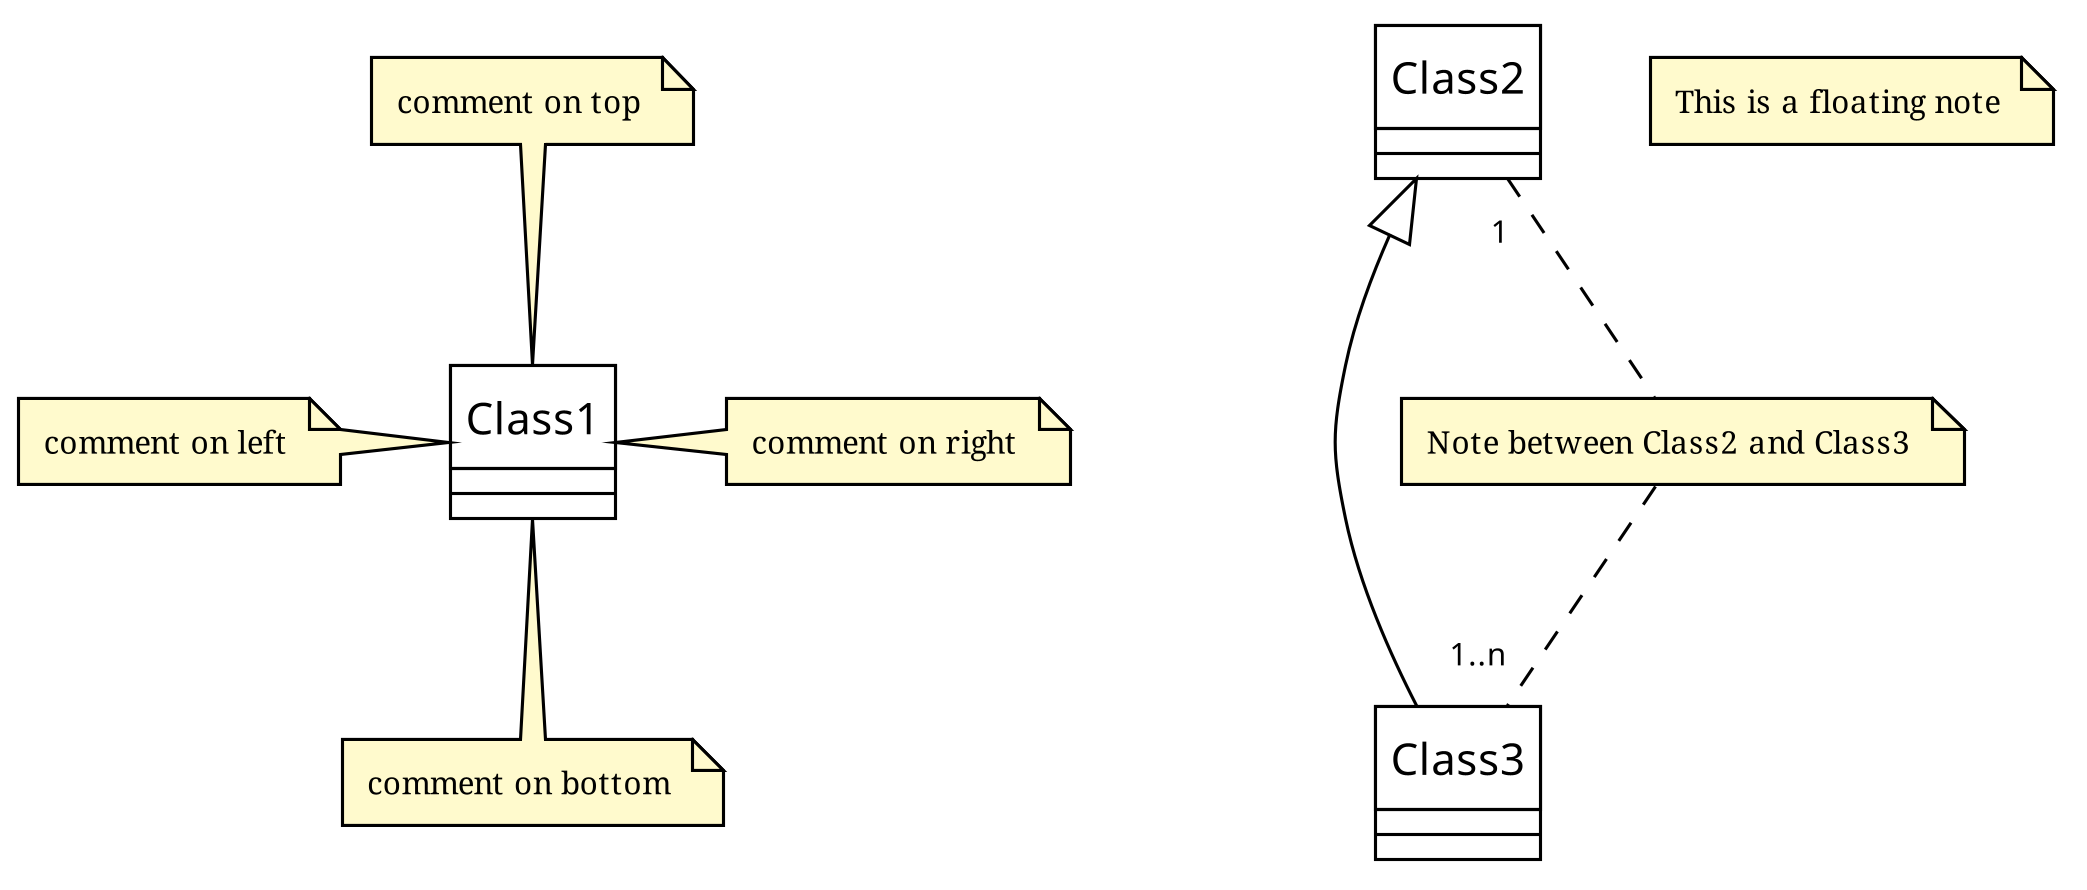 comment on top
comment on left
Class1
comment on right
comment on bottom
Class2
This is a floating note
1
Note between Class2 and Class3
1..n
Class3